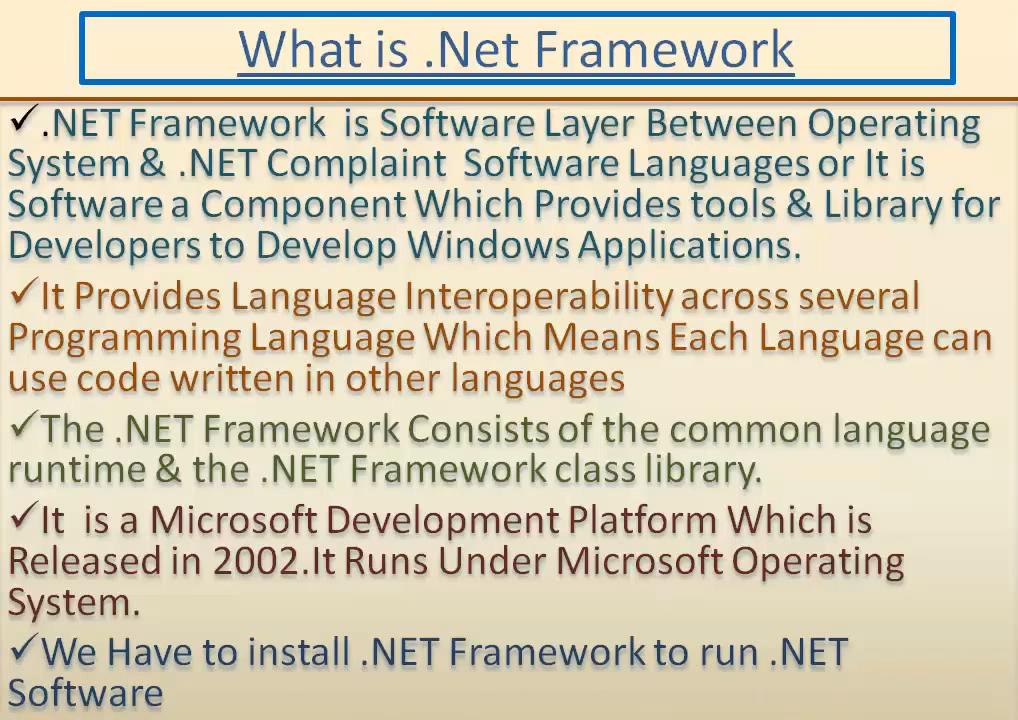 What is .Net Framework
✓.NET Framework is Software Layer Between Operating
System & .NET Complaint Software Languages or It is
Software a Component Which Provides tools & Library for
Developers to Develop Windows Applications.
✓It Provides Language Interoperability across several
Programming Language Which Means Each Language can
use code written in other languages
✓The .NET Framework Consists of the common language
runtime & the .NET Framework class library.
✓It is a Microsoft Development Platform Which is
Released in 2002.It Runs Under Microsoft Operating
System.
✓We Have to install .NET Framework to run .NET
Software